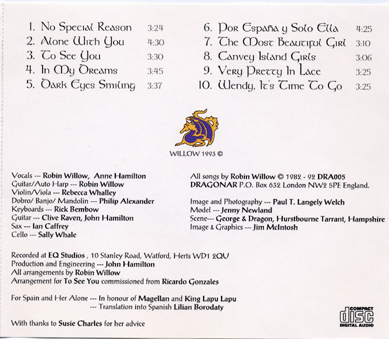 1. No Special Reason 3:24
2. Alone With You 4:30
3. To See You 3:30
4. In My Dreams 3:45
5. Dark Eyes Smiling 3:37
6. Por España y Solo Ella 4:25
7. The Most Beautiful Girl 3:10
8. Canvey Island Girls 3:06
9. Very Pretty In Lace 3:25
10. Wendy, It's Time To Go 3:25
WILLOW 1993 ©
Vocals --- Robin Willow, Anne Hamilton
Guitar/Auto Harp --- Robin Willow
Violin/Viola --- Rebecca Whalley
Dobro/ Banjo/ Mandolin --- Philip Alexander
Keyboards --- Rick Bembow
Guitar --- Clive Raven, John Hamilton
Sax --- Ian Caffrey
Cello --- Sally Whale
All songs by Robin Willow © 1982 - 92 DRA005
DRAGONAR P.O. Box 632 London NW2 5PE England.
Image and Photography --- Paul T. Langely Welch
Model --- Jenny Newland
Scene--- George & Dragon, Hurstbourne Tarrant, Hampshire
Image & Graphics --- Jim McIntosh
Recorded at EQ Studios , 10 Stanley Road, Watford, Herts WD1 2QU
Production and Engineering --- John Hamilton
All arrangements by Robin Willow
Arrangement for To See You commissioned from Ricardo Gonzales
For Spain and Her Alone --- In honour of Magellan and King Lapu Lapu
--- Translation into Spanish Lilian Borodaty
With thanks to Susie Charles for her advice
COMPACT
disc
DIGITAL AUDIO